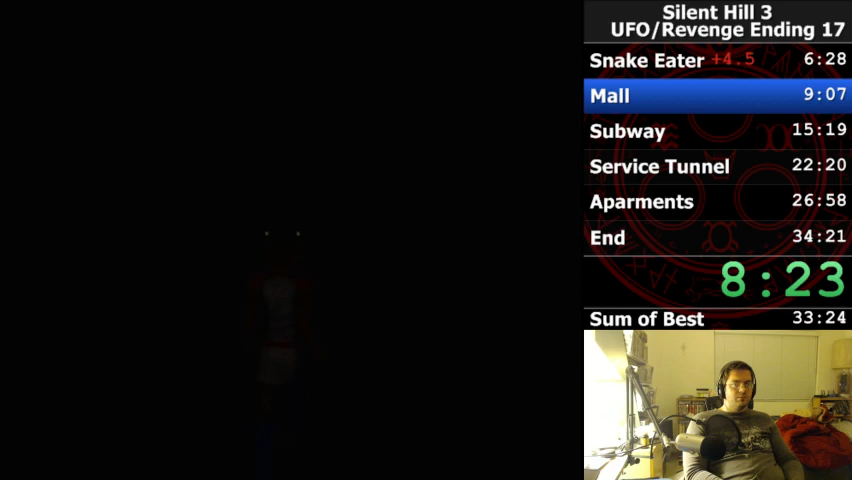 Silent Hill 3
UFO/Revenge Ending 17
Snake Eater +4.5 6:28
Mall 9:07
Subway 15:19
Service Tunnel 22:20
Aparments 26:58
End 34:21
8:23
Sum of Best 33:24